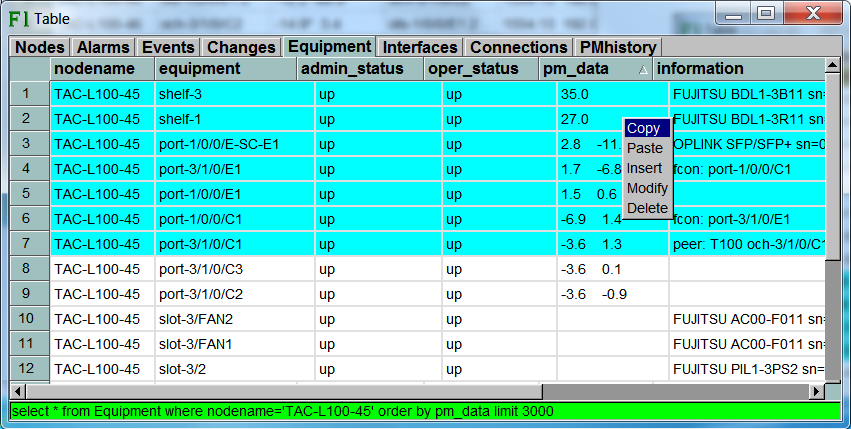 F1 Table
Nodes Alarms Events Changes Equipment Interfaces Connections PMhistory
nodename equipment admin_status oper_status pm_data information
1 TAC-L100-45 shelf-3 up up 35.0 FUJITSU BDL1-3B11 sn=
2 TAC-L100-45 shelf-1 up up 27.0 FUJITSU BDL1-3R11 sn=
3 TAC-L100-45 port-1/0/0/E-SC-E1 up up 2.8 -11. OPLINK SFP/SFP+ sn=0
4 TAC-L100-45 port-3/1/0/E1 up up 1.7 -6.8 fcon: port-1/0/0/C1
5 TAC-L100-45 port-1/0/0/E1 up up 1.5 0.6
6 TAC-L100-45 port-1/0/0/C1 up up -6.9 1.4 fcon: port-3/1/0/E1
7 TAC-L100-45 port-3/1/0/C1 up up -3.6 1.3 peer: T100 och-3/1/0/C1
8 TAC-L100-45 port-3/1/0/C3 up up -3.6 0.1
9 TAC-L100-45 port-3/1/0/C2 up up -3.6 -0.9
10 TAC-L100-45 slot-3/FAN2 up up FUJITSU AC00-F011 sn=
11 TAC-L100-45 slot-3/FAN1 up up FUJITSU AC00-F011 sn=
12 TAC-L100-45 slot-3/2 up up FUJITSU PIL1-3PS2 sn=
Copy
Paste
Insert
Modify
Delete
select * from Equipment where nodename='TAC-L100-45' order by pm_data limit 3000